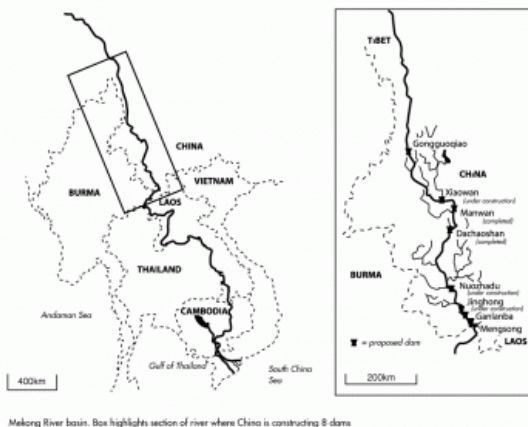 CHINA
BURMA
VIETNAM
LAOS
THAILAND
CAMBODIA
Andaman Sea
Gulf of Thailand
South China
Sea
400km
TIBET
Gongguoqiao
CHINA
Xiaowan
(under construction)
Manwan
(completed)
Dachaoshan
(completed)
BURMA
Nuozhadu
(under construction)
Jinghong
(under construction)
Ganlanba
Mengsong
LAOS
= proposed dam
200km
Mekong River basin. Box highlights section of river where China is constructing 8 dams